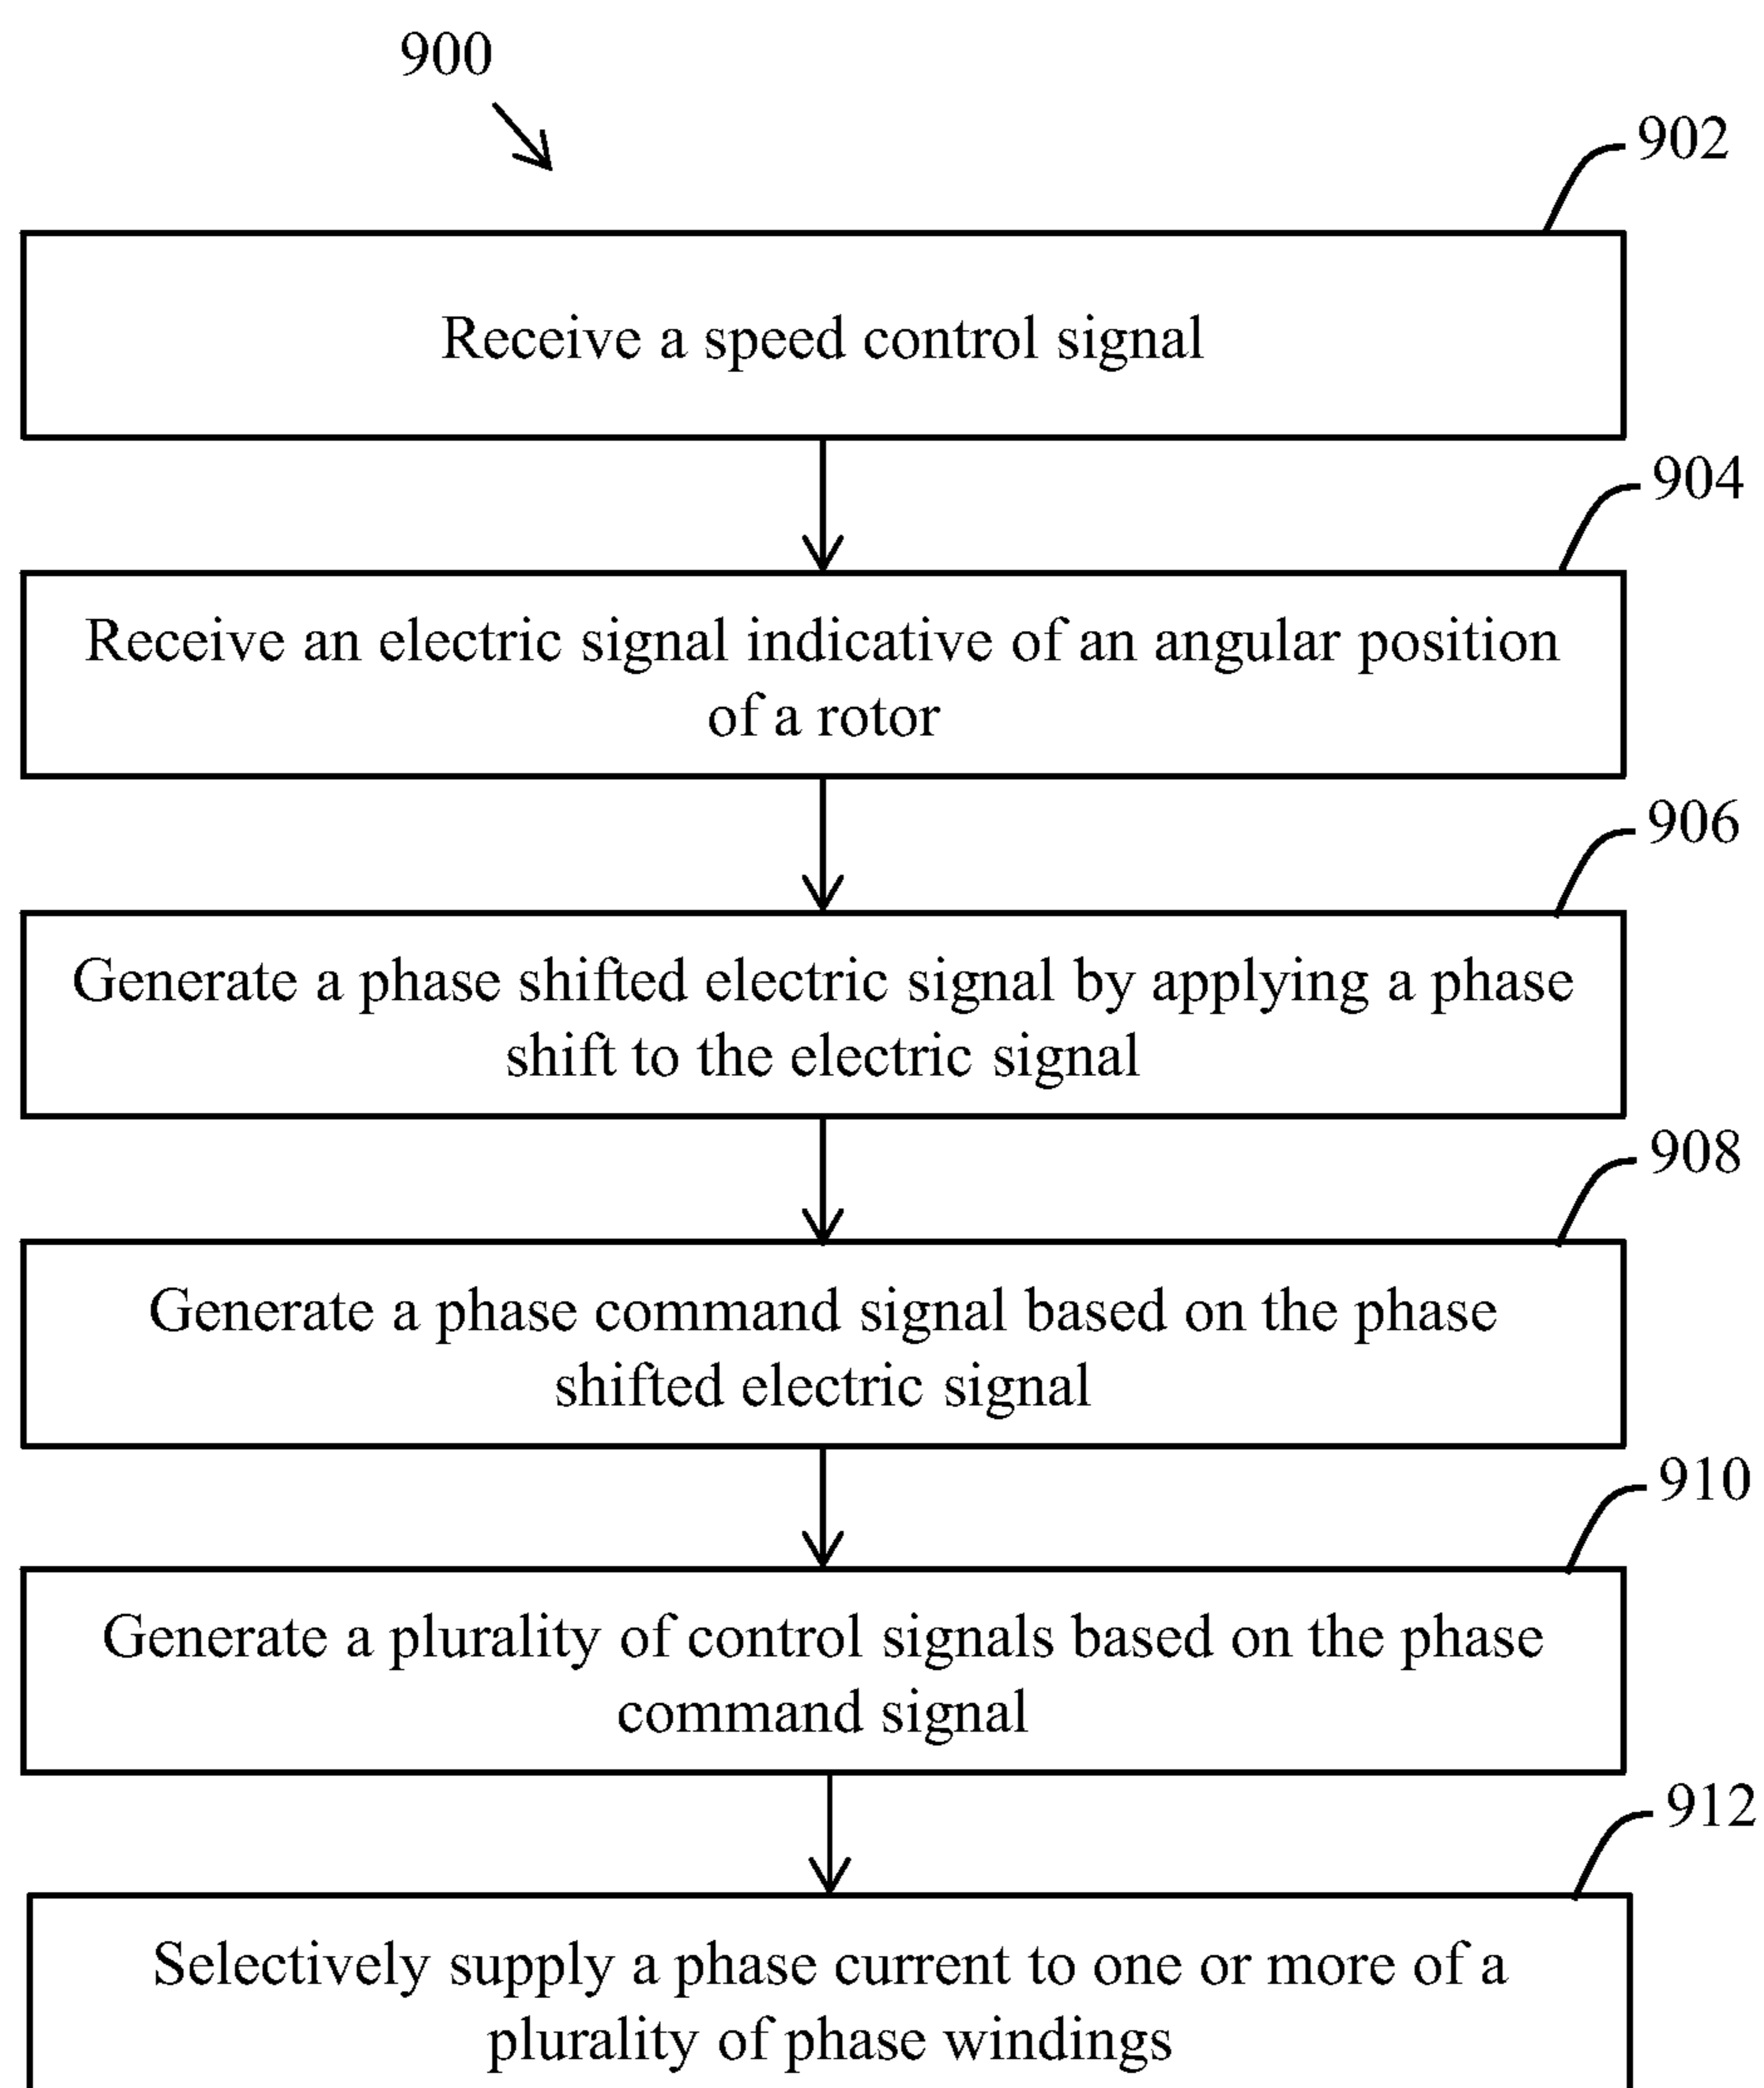 900
902
Receive a speed control signal
904
Receive an electric signal indicative of an angular position
of a rotor
906
Generate a phase shifted electric signal by applying a phase
shift to the electric signal
908
Generate a phase command signal based on the phase
shifted electric signal
910
Generate a plurality of control signals based on the phase
command signal
912
Selectively supply a phase current to one or more of a
plurality of phase windings